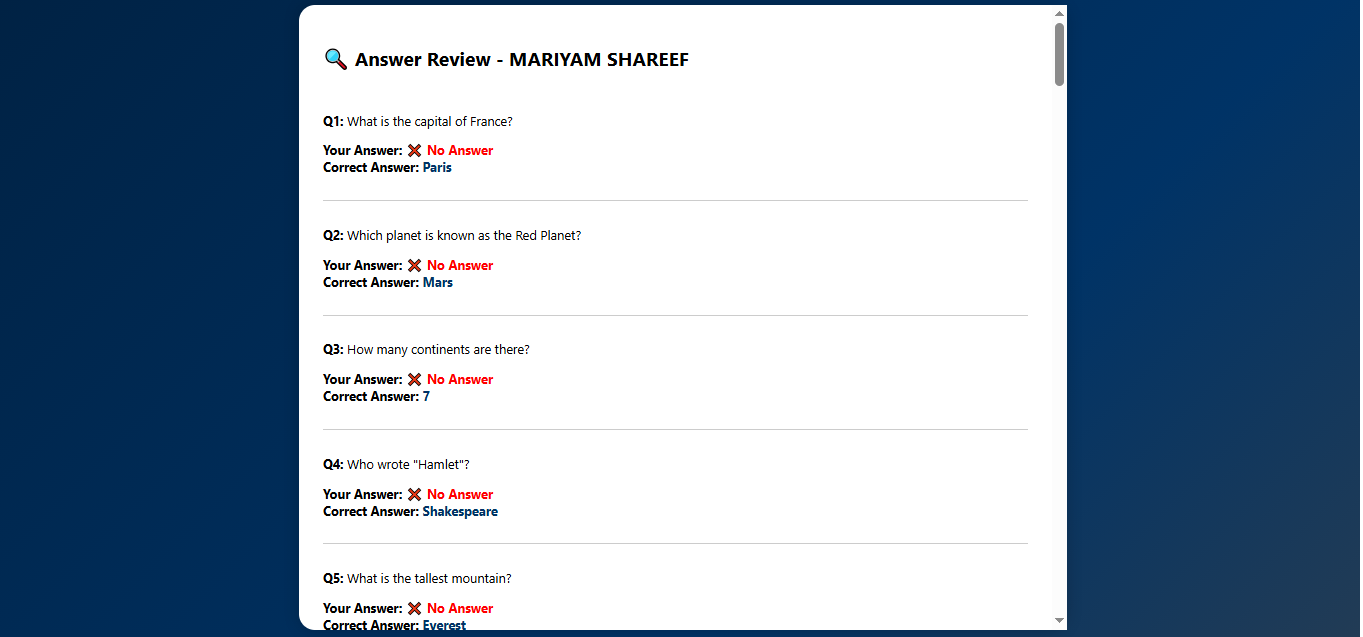 Answer Review - MARIYAM SHAREEF
Q1: What is the capital of France?
Your Answer: ❌ No Answer
Correct Answer: Paris
Q2: Which planet is known as the Red Planet?
Your Answer: ❌ No Answer
Correct Answer: Mars
Q3: How many continents are there?
Your Answer: ❌ No Answer
Correct Answer: 7
Q4: Who wrote "Hamlet"?
Your Answer: ❌ No Answer
Correct Answer: Shakespeare
Q5: What is the tallest mountain?
Your Answer: ❌ No Answer
Correct Answer: Everest